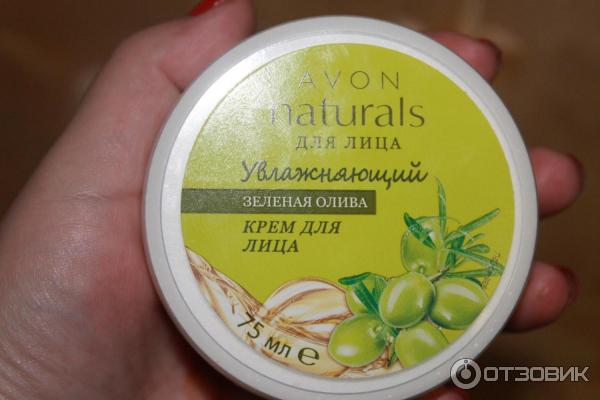 AVON
naturals
ДЛЯ ЛИЦА
Увлажняющий
ЗЕЛЕНАЯ ОЛИВА
КРЕМ ДЛЯ
ЛИЦА
75 мл e
ОТЗОВИК